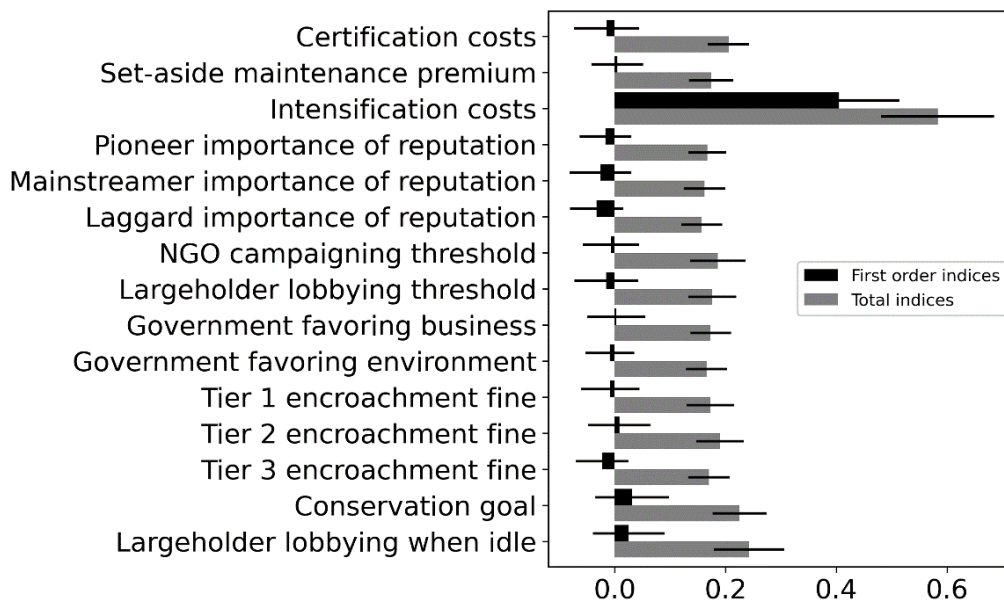 Certification costs
Set-aside maintenance premium
Intensification costs
Pioneer importance of reputation
Mainstreamer importance of reputation
Laggard importance of reputation
NGO campaigning threshold
Largeholder lobbying threshold
Government favoring business
Government favoring environment
Tier 1 encroachment fine
Tier 2 encroachment fine
Tier 3 encroachment fine
Conservation goal
Largeholder lobbying when idle
First order indices
Total indices
0.0 0.2 0.4 0.6